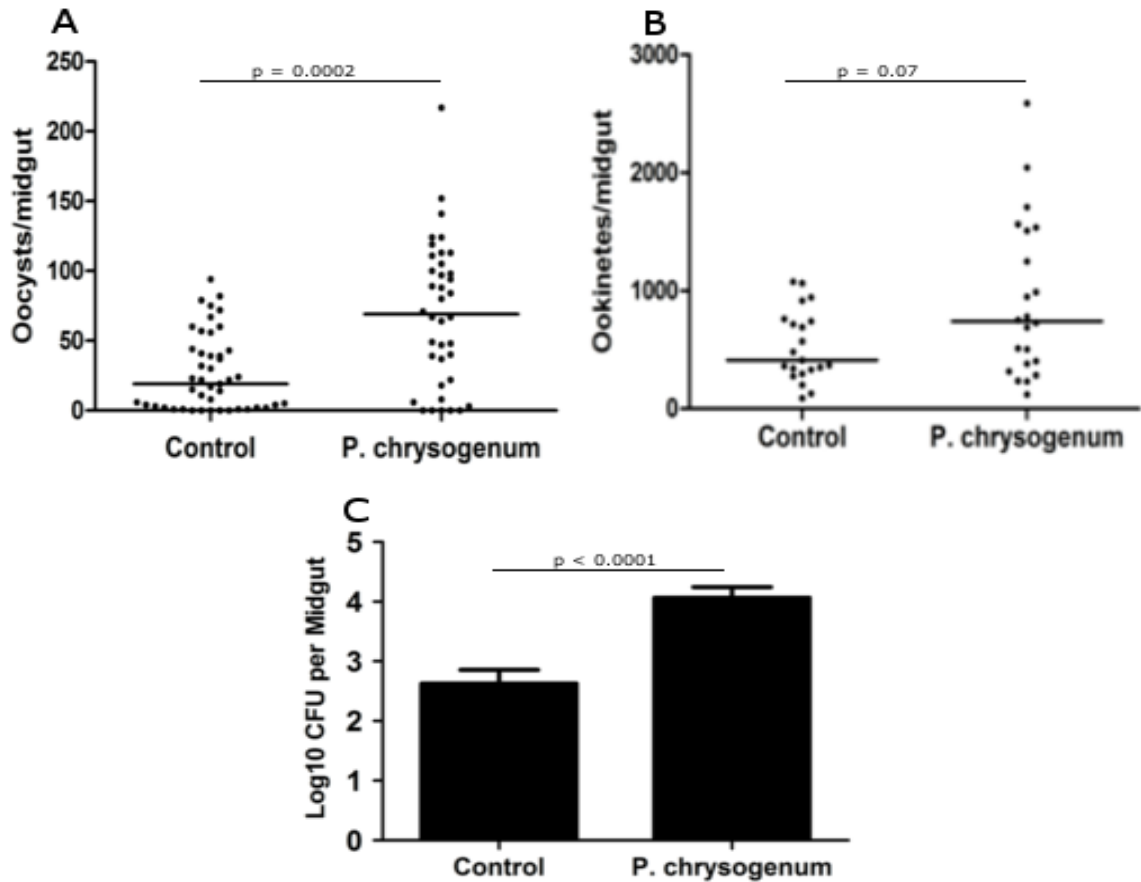 A
p = 0.0002
250
200
150
100
50
0
Oocysts/midgut
Control P. chrysogenum
B
p = 0.07
3000
2000
1000
0
Ookinetes/midgut
Control P. chrysogenum
C
p < 0.0001
5
4
3
2
1
0
Log10 CFU per Midgut
Control P. chrysogenum